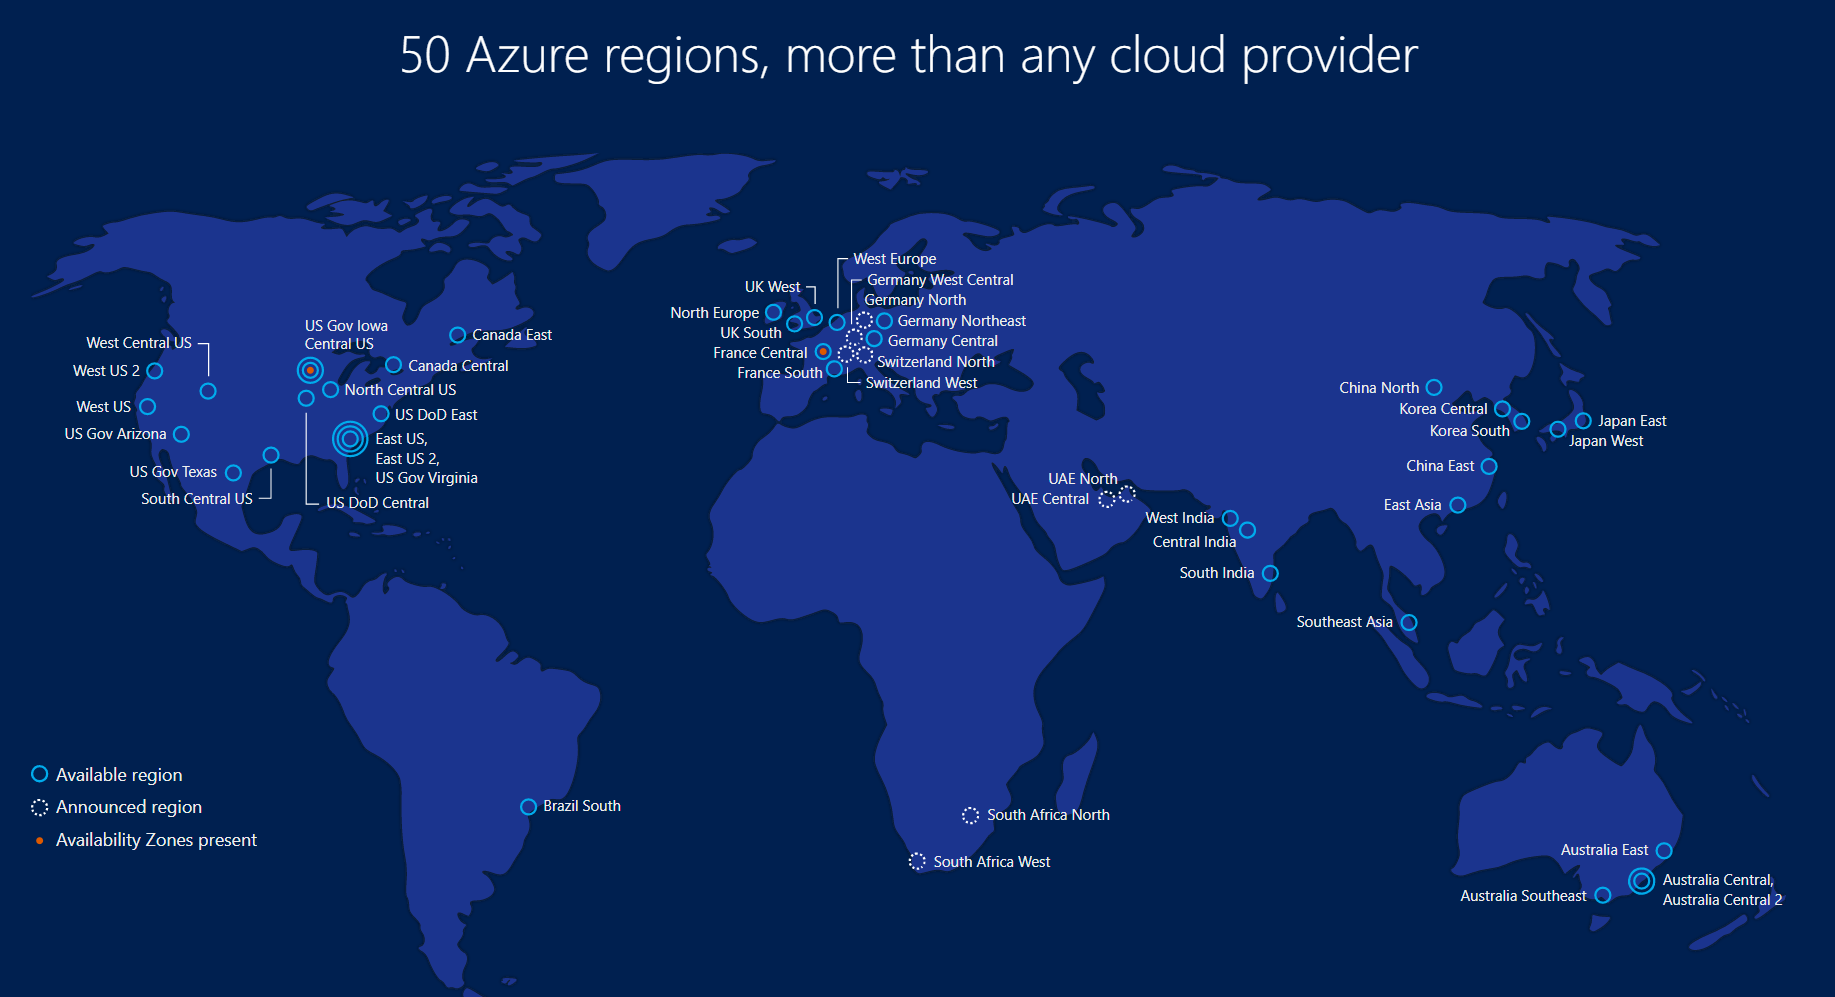 50 Azure regions, more than any cloud provider
West Europe
Germany West Central
UK West
Germany North
North Europe
Germany Northeast
UK South
Germany Central
France Central
Switzerland North
France South
Switzerland West
US Gov Iowa
Central US
Canada East
West Central US
Canada Central
West US 2
North Central US
West US
US DoD East
US Gov Arizona
East US,
East US 2,
US Gov Virginia
US Gov Texas
South Central US
US DoD Central
China North
Korea Central
Korea South
Japan East
Japan West
China East
East Asia
UAE North
UAE Central
West India
Central India
South India
Southeast Asia
Available region
Announced region
Availability Zones present
Brazil South
South Africa North
South Africa West
Australia East
Australia Central,
Australia Central 2
Australia Southeast